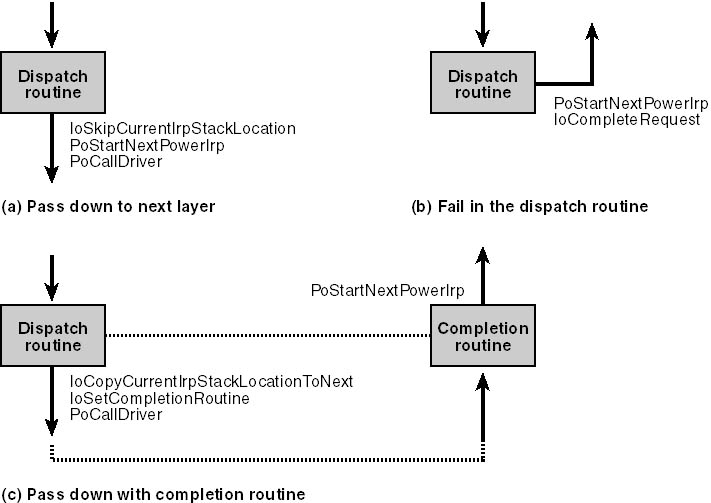 Dispatch
routine
IoSkipCurrentIrpStackLocation
PoStartNextPowerIrp
PoCallDriver
(a) Pass down to next layer
Dispatch
routine
PoStartNextPowerIrp
IoCompleteRequest
(b) Fail in the dispatch routine
Dispatch
routine
IoCopyCurrentIrpStackLocationToNext
IoSetCompletionRoutine
PoCallDriver
PoStartNextPowerIrp
Completion
routine
(c) Pass down with completion routine